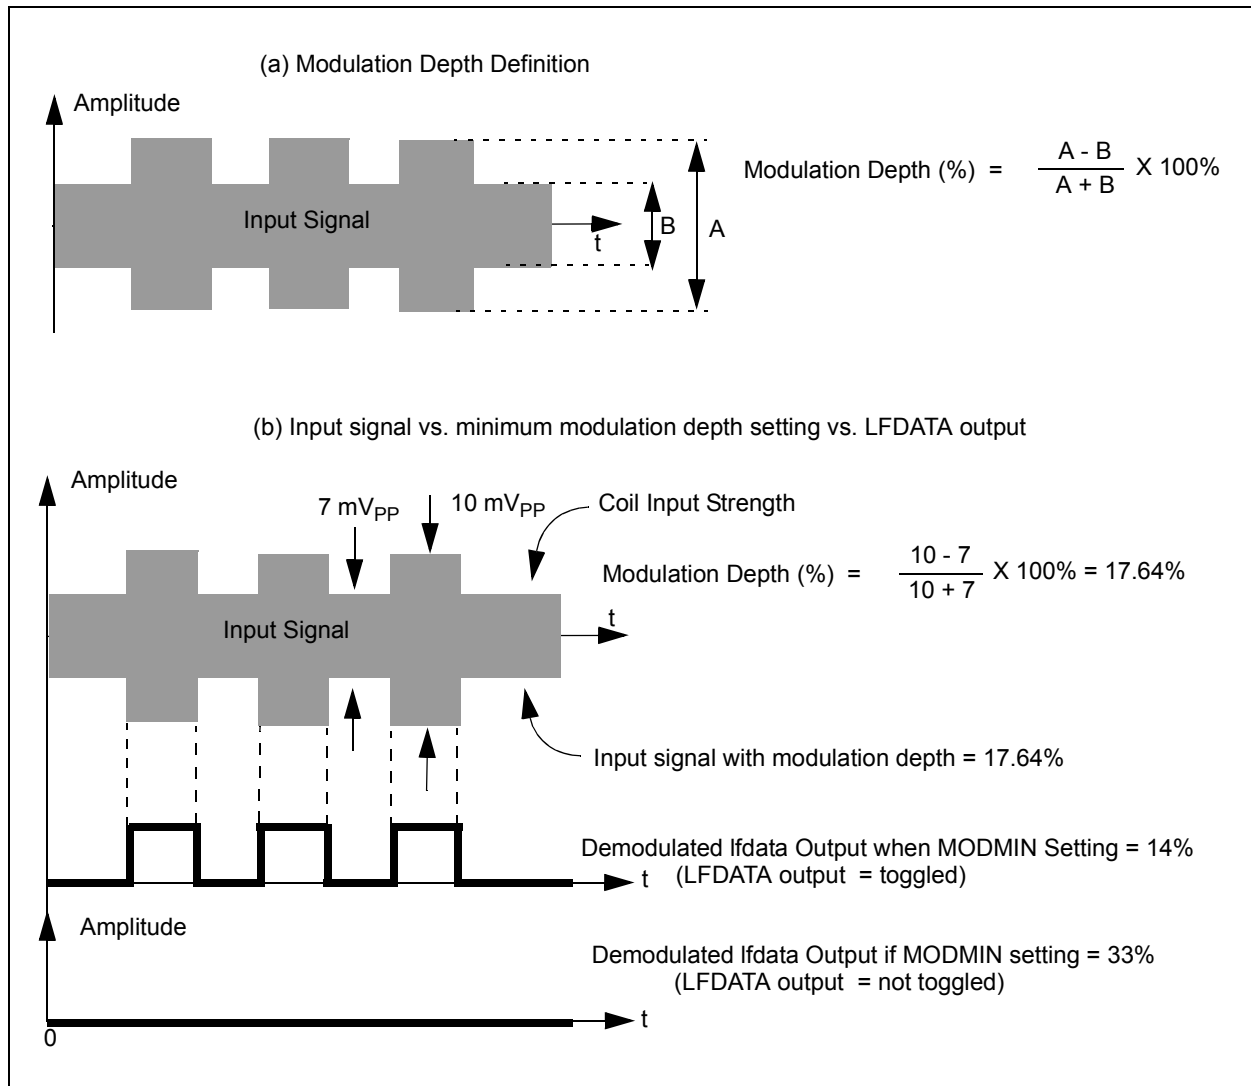 (a) Modulation Depth Definition
Amplitude
Modulation Depth (%) =
A - B
A + B
X 100%
Input Signal
t
B
A
(b) Input signal vs. minimum modulation depth setting vs. LFDATA output
Amplitude
7 mVPP
10 mVPP
Coil Input Strength
Modulation Depth (%) =
10 - 7
10 + 7
X 100% = 17.64%
Input Signal
t
Input signal with modulation depth = 17.64%
Demodulated lfdata Output when MODMIN Setting = 14%
(LFDATA output = toggled)
t
Amplitude
Demodulated lfdata Output if MODMIN setting = 33%
(LFDATA output = not toggled)
t
0